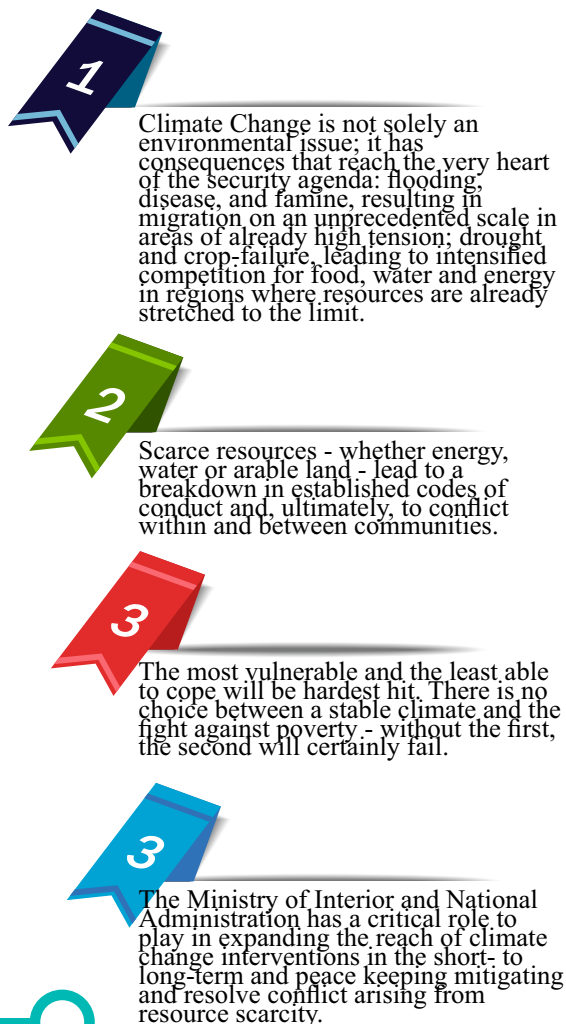 1
Climate Change is not solely an
environmental issue; it has
consequences that reach the very heart
of the security agenda: flooding,
disease, and famine, resulting in
migration on an unprecedented scale in
areas of already high tension; drought
and crop-failure, leading to intensified
competition for food, water and energy
in regions where resources are already
stretched to the limit.
2
Scarce resources - whether energy,
water or arable land - lead to a
breakdown in established codes of
conduct and, ultimately, to conflict
within and between communities.
3
The most vulnerable and the least able
to cope will be hardest hit. There is no
choice between a stable climate and the
fight against poverty - without the first,
the second will certainly fail.
3
The Ministry of Interior and National
Administration has a critical role to
play in expanding the reach of climate
change interventions in the short- to
long-term and peace keeping mitigating
and resolve conflict arising from
resource scarcity.